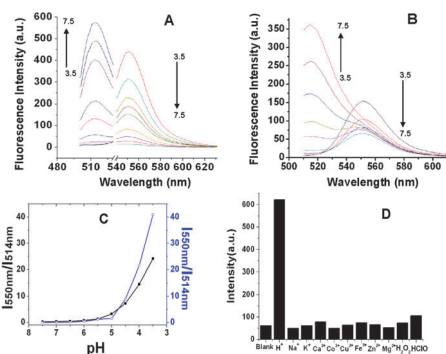 A
7.5
3.5
3.5
7.5
Fluorescence Intensity (a.u.)
600
500
400
300
200
100
0
480 510 540 540 560 580 600 620
Wavelength (nm)
B
7.5
3.5
3.5
7.5
Fluorescence Intensity (a.u.)
350
300
250
200
150
100
50
0
500 520 540 560 580 600
Wavelength (nm)
C
I550nm/I514nm
40
30
20
10
0
40
30
20
10
0
I550nm/I514nm
8 7 6 5 4 3
pH
D
Intensity(a.u.)
600
500
400
300
200
100
0
Blank H⁺ Na⁺ K⁺ Ca²⁺ Co²⁺ Cu²⁺ Fe³⁺ Zn²⁺ Mg²⁺ H₂O₂ HClO